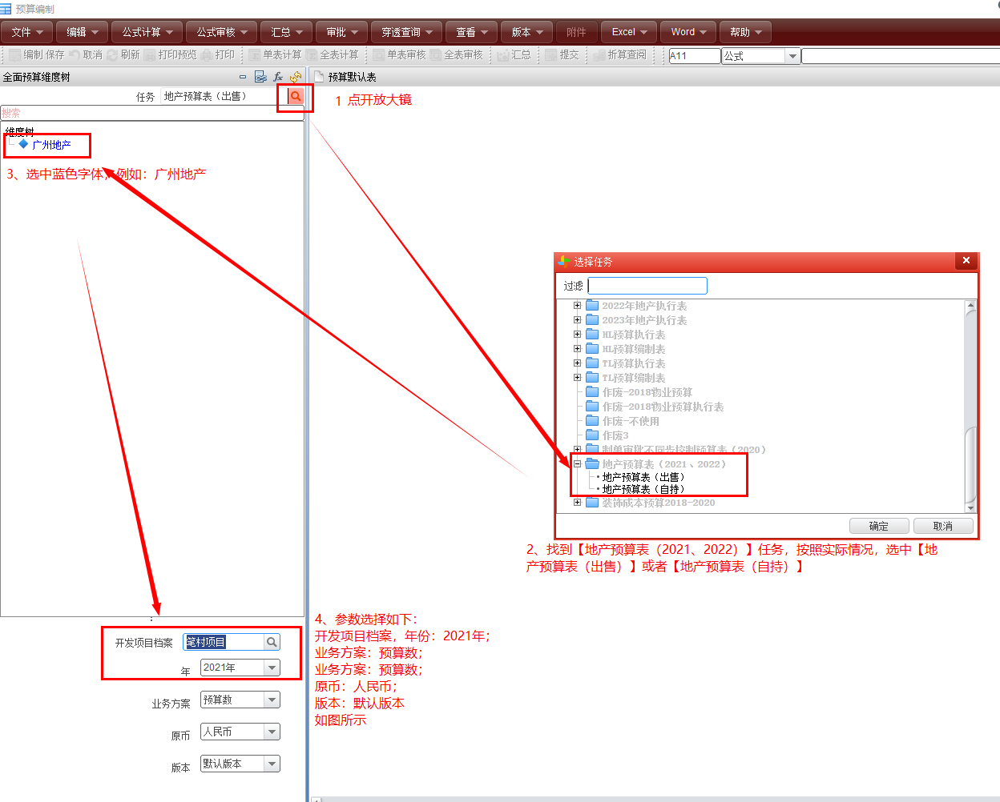 预算编制
文件 编辑 公式计算 公式审核 汇总 审批 穿透查询 查看 版本 附件 Excel Word 帮助
编制 保存 取消 刷新 打印预览 打印 单表计算 全表计算 单表审核 全表审核 汇总 提交 折算查阅 A11 公式
全面预算维度树 fx 预算默认表
任务 地产预算表（出售）
1 点开放大镜
搜索
维度树
广州地产
3、选中蓝色字体，例如：广州地产
选择任务
过滤
2022年地产执行表
2023年地产执行表
HL预算执行表
HL预算编制表
TL预算执行表
TL预算编制表
作废-2018物业预算
作废-2018物业预算执行表
作废-不使用
作废3
制单审批不同步控制预算表（2020）
地产预算表（2021、2022）
地产预算表（出售）
地产预算表（自持）
装饰成本预算2018-2020
确定 取消
2、找到【地产预算表（2021、2022）】任务，按照实际情况，选中【地
产预算表（出售）】或者【地产预算表（自持）】
4、参数选择如下：
开发项目档案，年份：2021年；
业务方案：预算数；
业务方案：预算数；
原币：人民币；
版本：默认版本
如图所示
开发项目档案 笔村项目
年 2021年
业务方案 预算数
原币 人民币
版本 默认版本